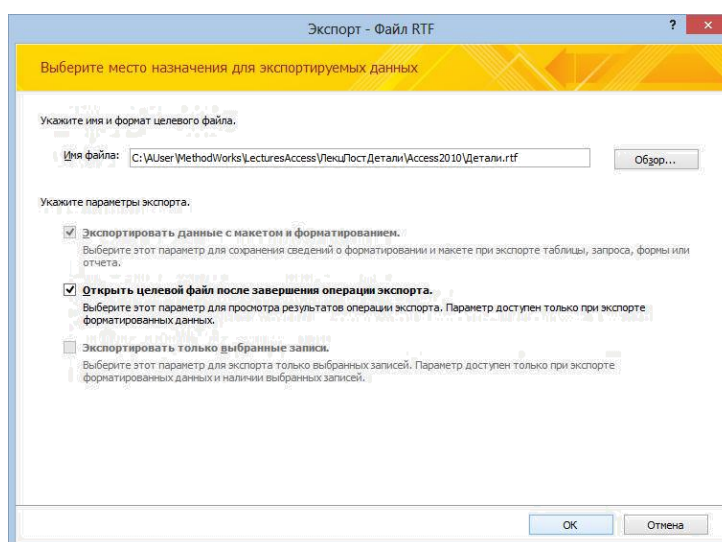 Экспорт - Файл RTF
? ×
Выберите место назначения для экспортируемых данных
Укажите имя и формат целевого файла.
Имя файла: C:\AUser\MethodWorks\LecturesAccess\ЛекцПостДетали\Access2010\Детали.rtf Обзор...
Укажите параметры экспорта.
Экспортировать данные с макетом и форматированием.
Выберите этот параметр для сохранения сведений о форматировании и макете при экспорте таблицы, запроса, формы или
отчета.
Открыть целевой файл после завершения операции экспорта.
Выберите этот параметр для просмотра результатов операции экспорта. Параметр доступен только при экспорте
форматированных данных.
Экспортировать только выбранные записи.
Выберите этот параметр для экспорта только выбранных записей. Параметр доступен только при экспорте
форматированных данных и наличии выбранных записей.
ОК Отмена